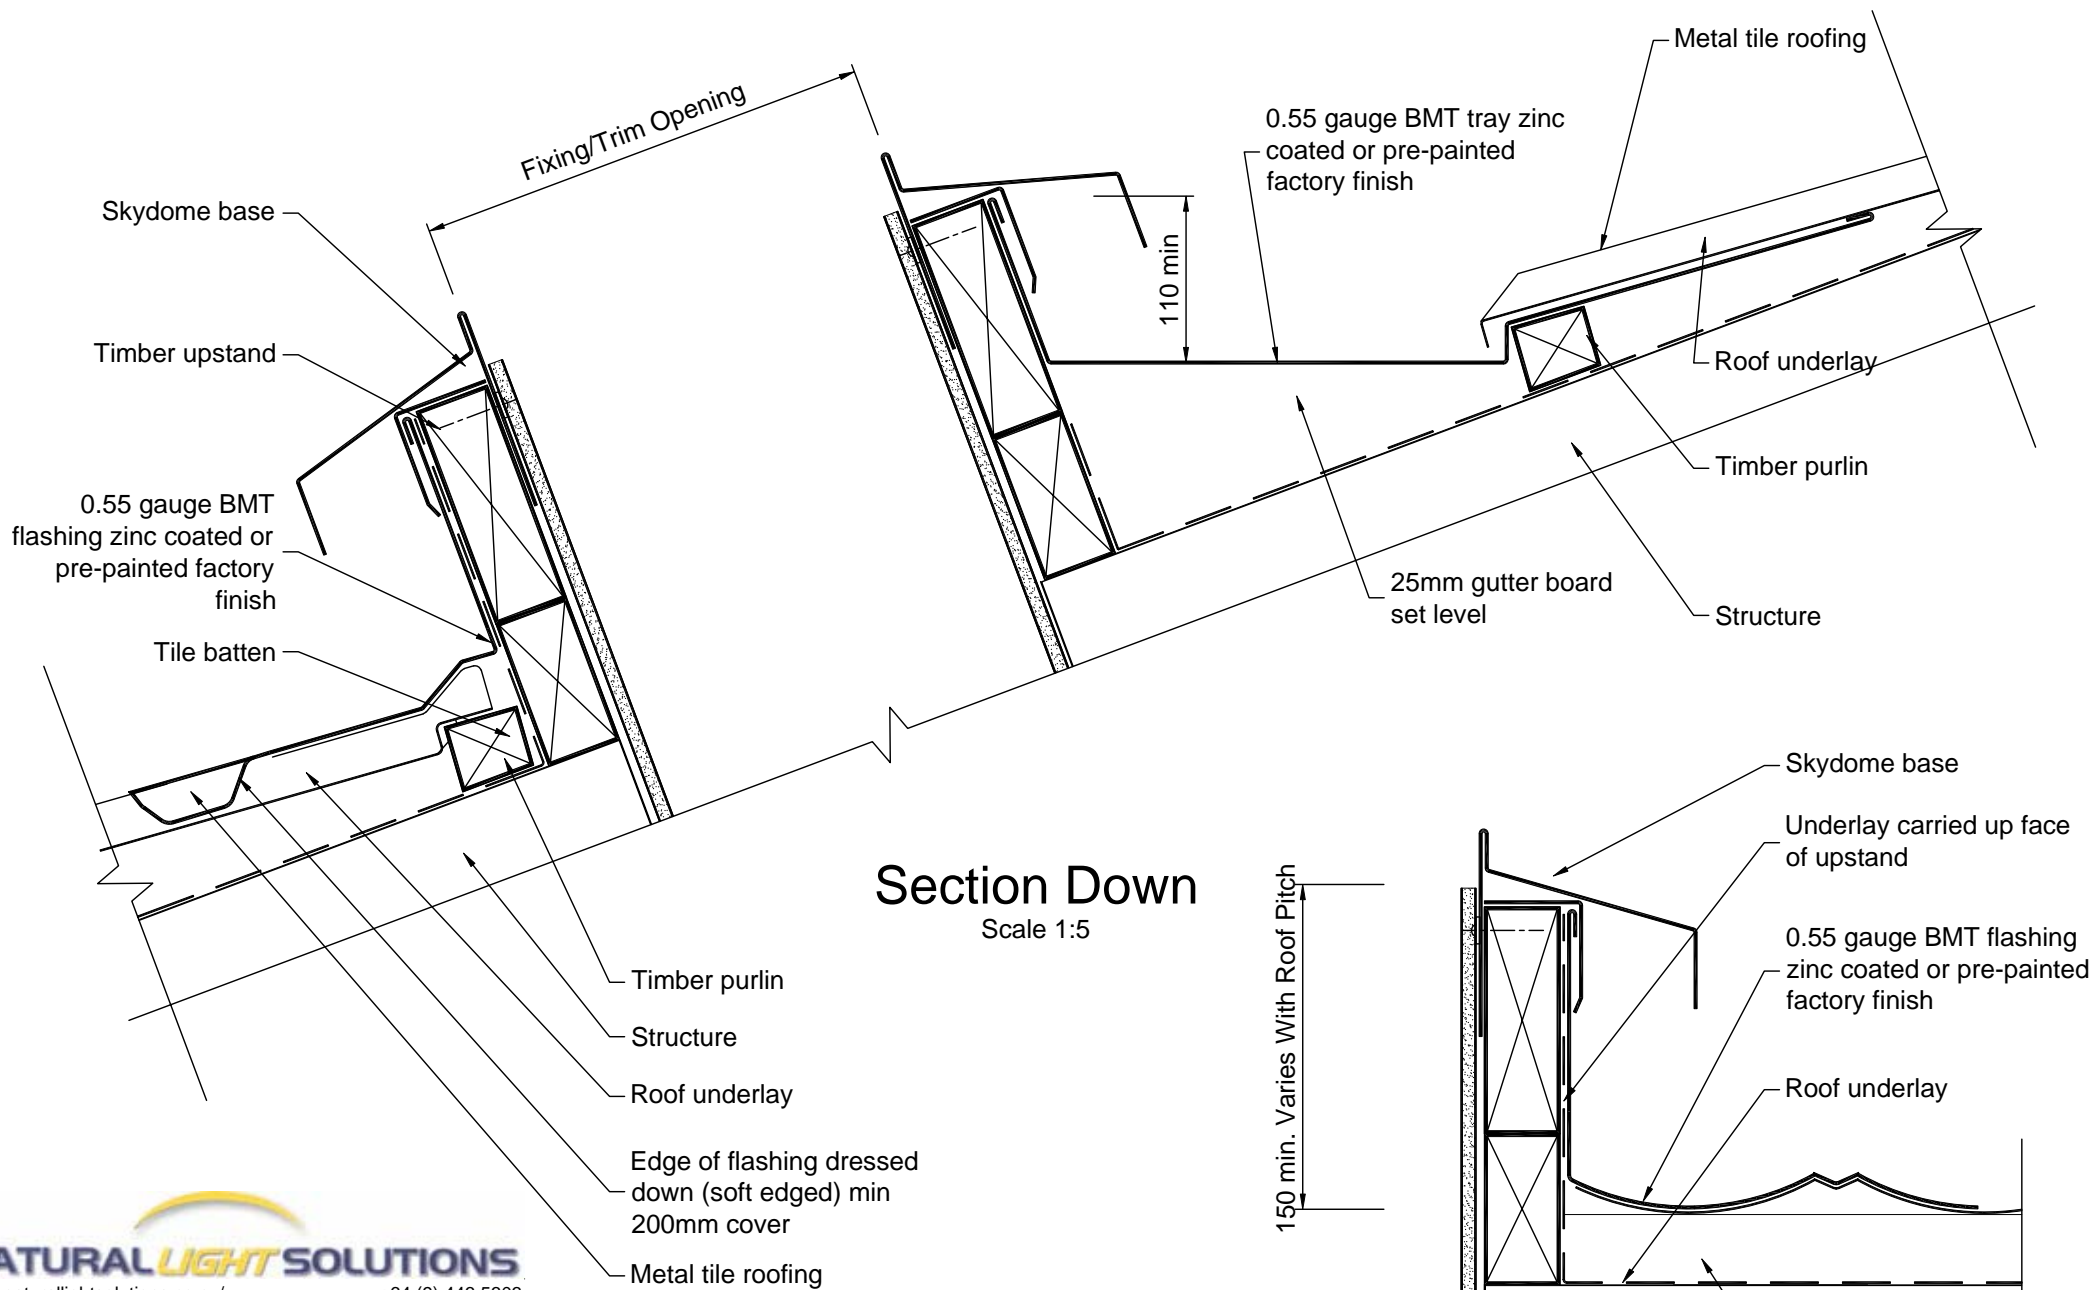 Metal tile roofing
0.55 gauge BMT tray zinc
coated or pre-painted
factory finish
Fixing/Trim Opening
Skydome base
110 min
Timber upstand
Roof underlay
Timber purlin
0.55 gauge BMT
flashing zinc coated or
pre-painted factory
finish
25mm gutter board
set level
Structure
Tile batten
Skydome base
Underlay carried up face
of upstand
Section Down
Scale 1:5
150 min. Varies With Roof Pitch
0.55 gauge BMT flashing
zinc coated or pre-painted
factory finish
Timber purlin
Structure
Roof underlay
Roof underlay
Edge of flashing dressed
down (soft edged) min
200mm cover
Metal tile roofing
ATURAL LIGHT SOLUTIONS